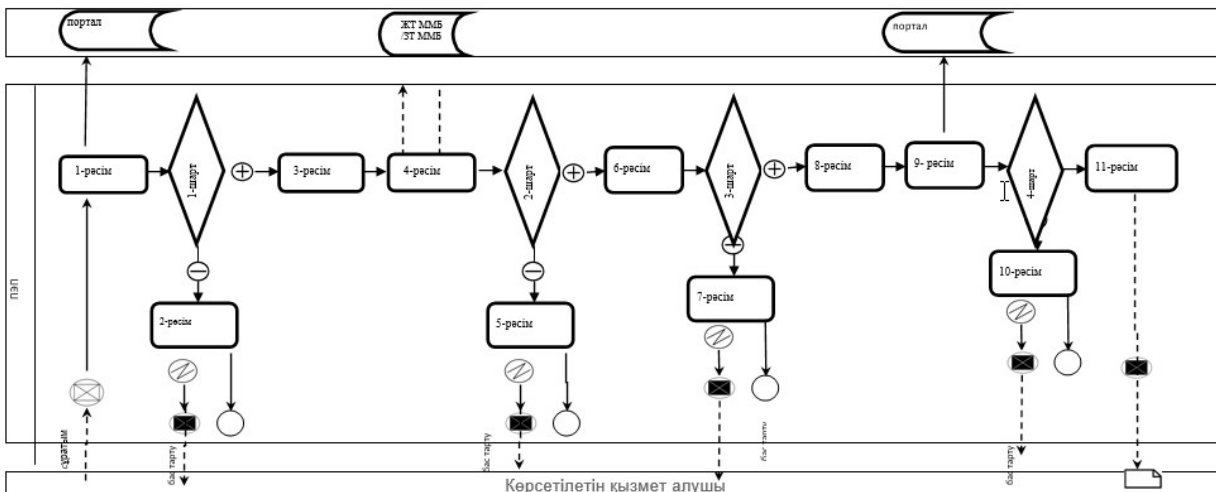 портал
ЖТ ММБ
/ЗТ ММБ
портал
ПЭП
1-рәсім
1-шарт
3-рәсім
4-рәсім
2-шарт
6-рәсім
3-шарт
8-рәсім
9- рәсім
4-шарт
11-рәсім
2-рәсім
5-рәсім
7-рәсім
10-рәсім
сұратым
бас тарту
бас тарту
бас тарту
бас тарту
Көрсетілетін қызмет алушы